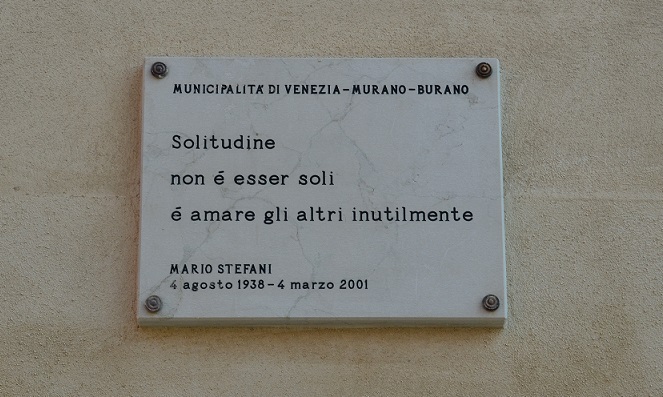 MUNICIPALITÁ DI VENEZIA-MURANO-BURANO
Solitudine
non é esser soli
é amare gli altri inutilmente
MARIO STEFANI
4 agosto 1938-4 marzo 2001